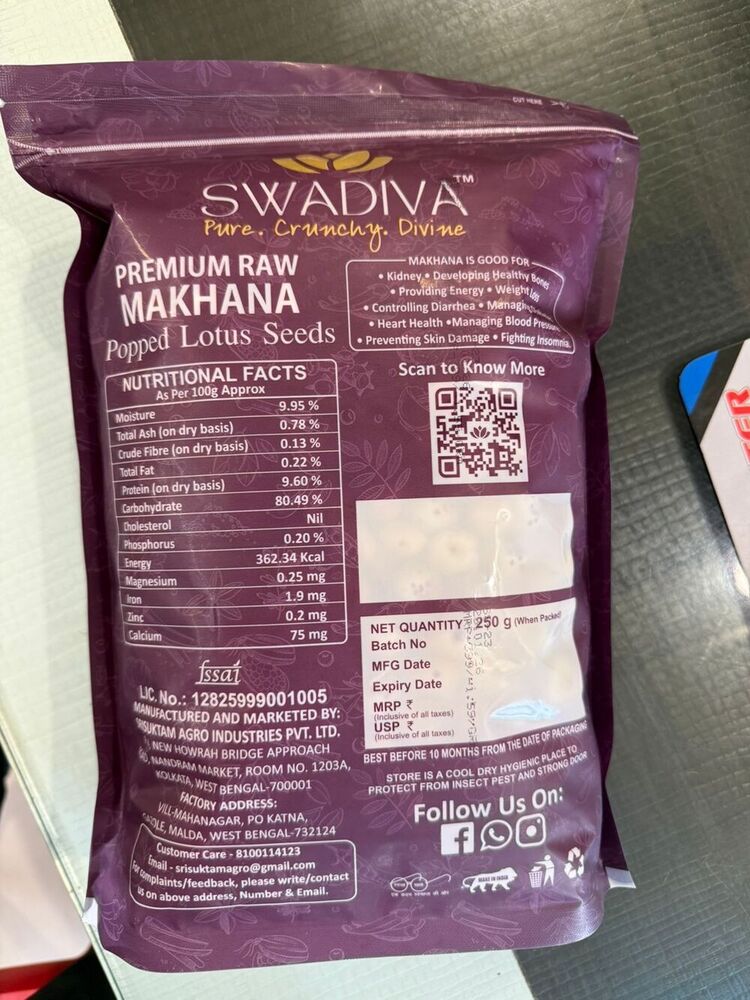 CUT HERE
SWADIVA™
Pure. Crunchy. Divine
PREMIUM RAW
MAKHANA
Popped Lotus Seeds
NUTRITIONAL FACTS
As Per 100g Approx
Moisture 9.95 %
Total Ash (on dry basis) 0.78 %
Crude Fibre (on dry basis) 0.13 %
Total Fat 0.22 %
Protein (on dry basis) 9.60 %
Carbohydrate 80.49 %
Cholesterol Nil
Phosphorus 0.20 %
Energy 362.34 Kcal
Magnesium 0.25 mg
Iron 1.9 mg
Zinc 0.2 mg
Calcium 75 mg
fssai
LIC. No.: 12825999001005
MANUFACTURED AND MARKETED BY:
SRISUKTAM AGRO INDUSTRIES PVT. LTD.
NEW HOWRAH BRIDGE APPROACH
NANDRAM MARKET, ROOM NO. 1203A,
KOLKATA, WEST BENGAL-700001
FACTORY ADDRESS:
VILL-MAHANAGAR, PO KATNA,
MALDA, WEST BENGAL-732124
Customer Care - 8100114123
Email - srisuktamagro@gmail.com
For complaints/feedback, please write/contact
us on above address, Number & Email.
MAKHANA IS GOOD FOR
• Kidney • Developing Healthy Bones
• Providing Energy • Weight Loss
• Controlling Diarrhea •
• Heart Health •Managing Blood Pressure
• Preventing Skin Damage • Fighting Insomnia.
Scan to Know More
NET QUANTITY 250 g (When Packed)
Batch No
MFG Date
Expiry Date
MRP ₹
(Inclusive of all taxes)
USP ₹
(Inclusive of all taxes)
BEST BEFORE 10 MONTHS FROM THE DATE OF PACKAGING
STORE IS A COOL DRY HYGIENIC PLACE TO
PROTECT FROM INSECT PEST AND STRONG DOOR
Follow Us On:
MAKE IN INDIA